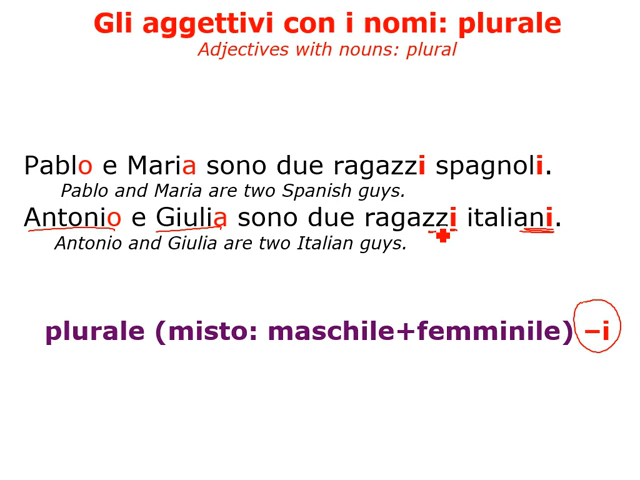 Gli aggettivi con i nomi: plurale
Adjectives with nouns: plural
Pablo e Maria sono due ragazzi spagnoli.
Pablo and Maria are two Spanish guys.
Antonio e Giulia sono due ragazzi italiani.
Antonio and Giulia are two Italian guys.
plurale (misto: maschile+femminile) –i